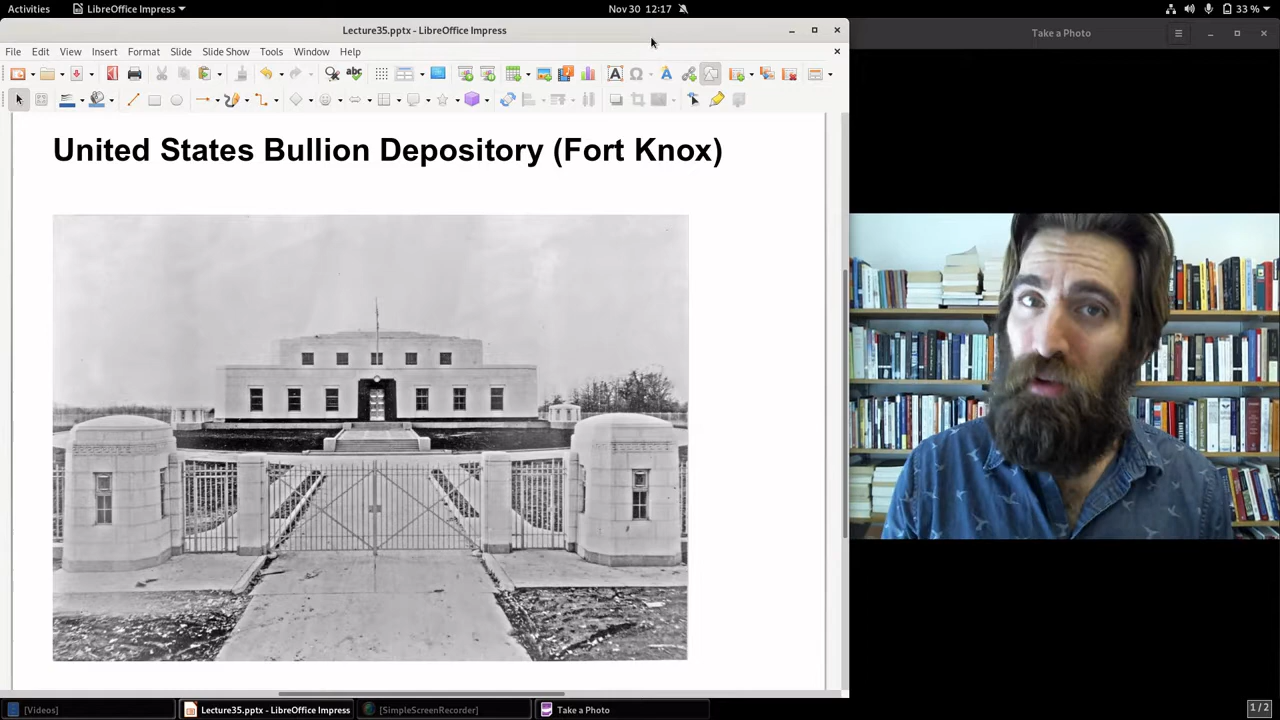 Activities
LibreOffice Impress
Nov 30 12:17
33 %
Lecture35.pptx - LibreOffice Impress
Take a Photo
File Edit View Insert Format Slide Slide Show Tools Window Help
abc
United States Bullion Depository (Fort Knox)
[Videos]
Lecture35.pptx - LibreOffice Impress
[SimpleScreenRecorder]
Take a Photo
1 / 2